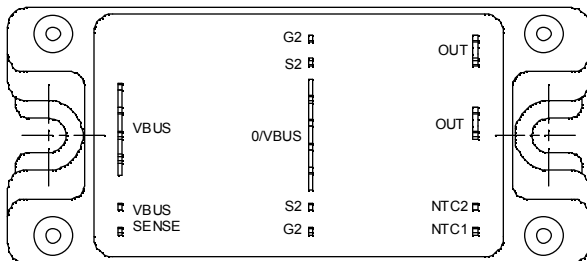 G2
S2
OUT
VBUS
0/VBUS
OUT
VBUS
SENSE
S2
G2
NTC2
NTC1